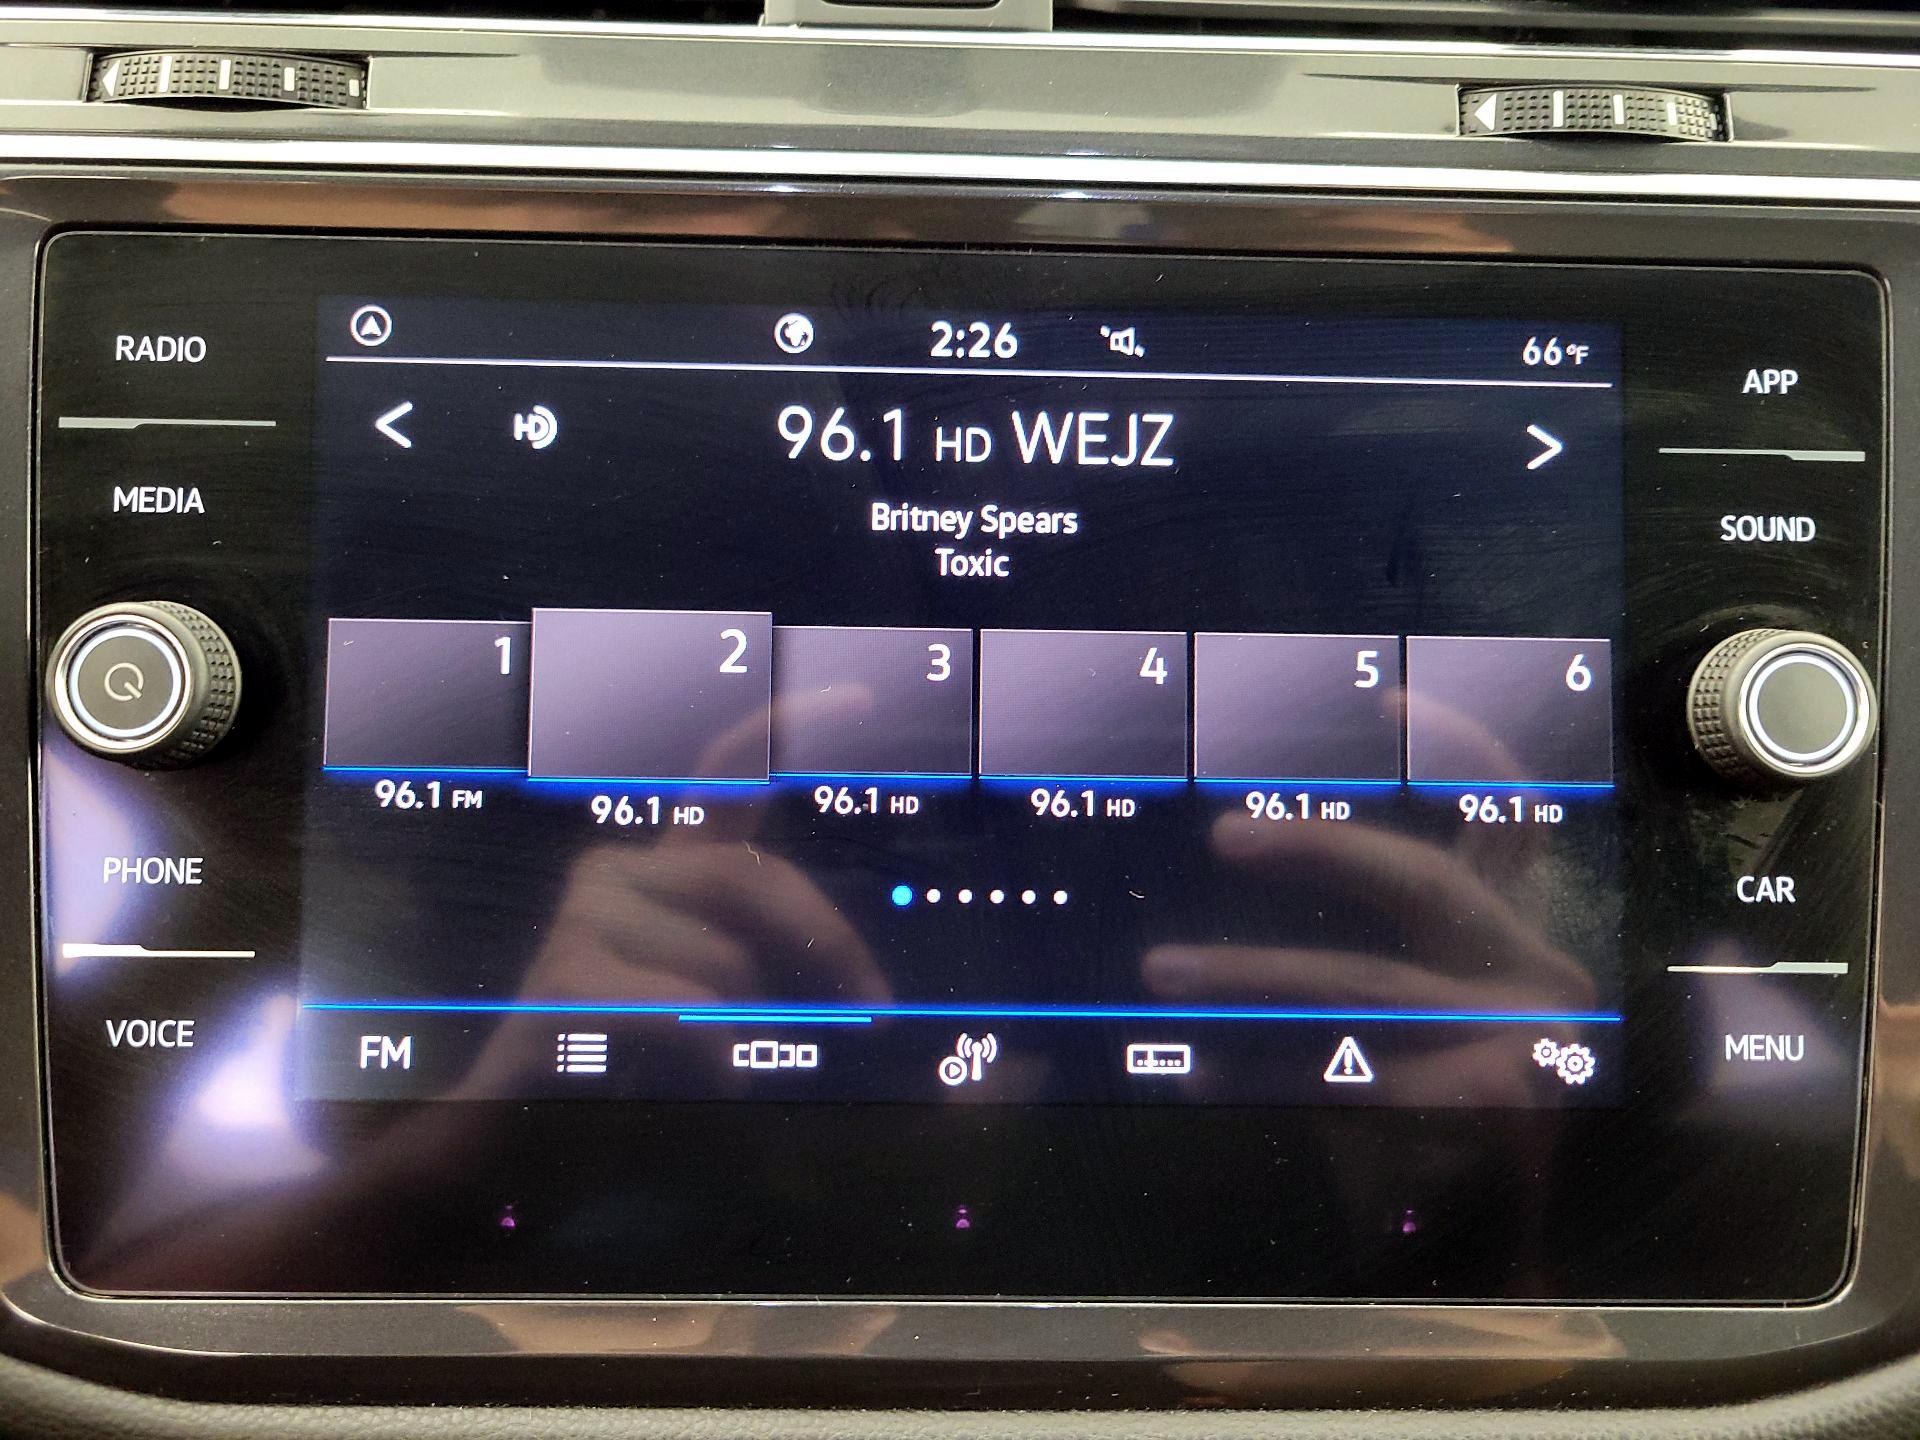 RADIO
MEDIA
PHONE
VOICE
2:26
66°F
96.1 HD WEJZ
Britney Spears
Toxic
1 2 3 4 5 6
96.1 FM 96.1 HD 96.1 HD 96.1 HD 96.1 HD 96.1 HD
FM
APP
SOUND
CAR
MENU